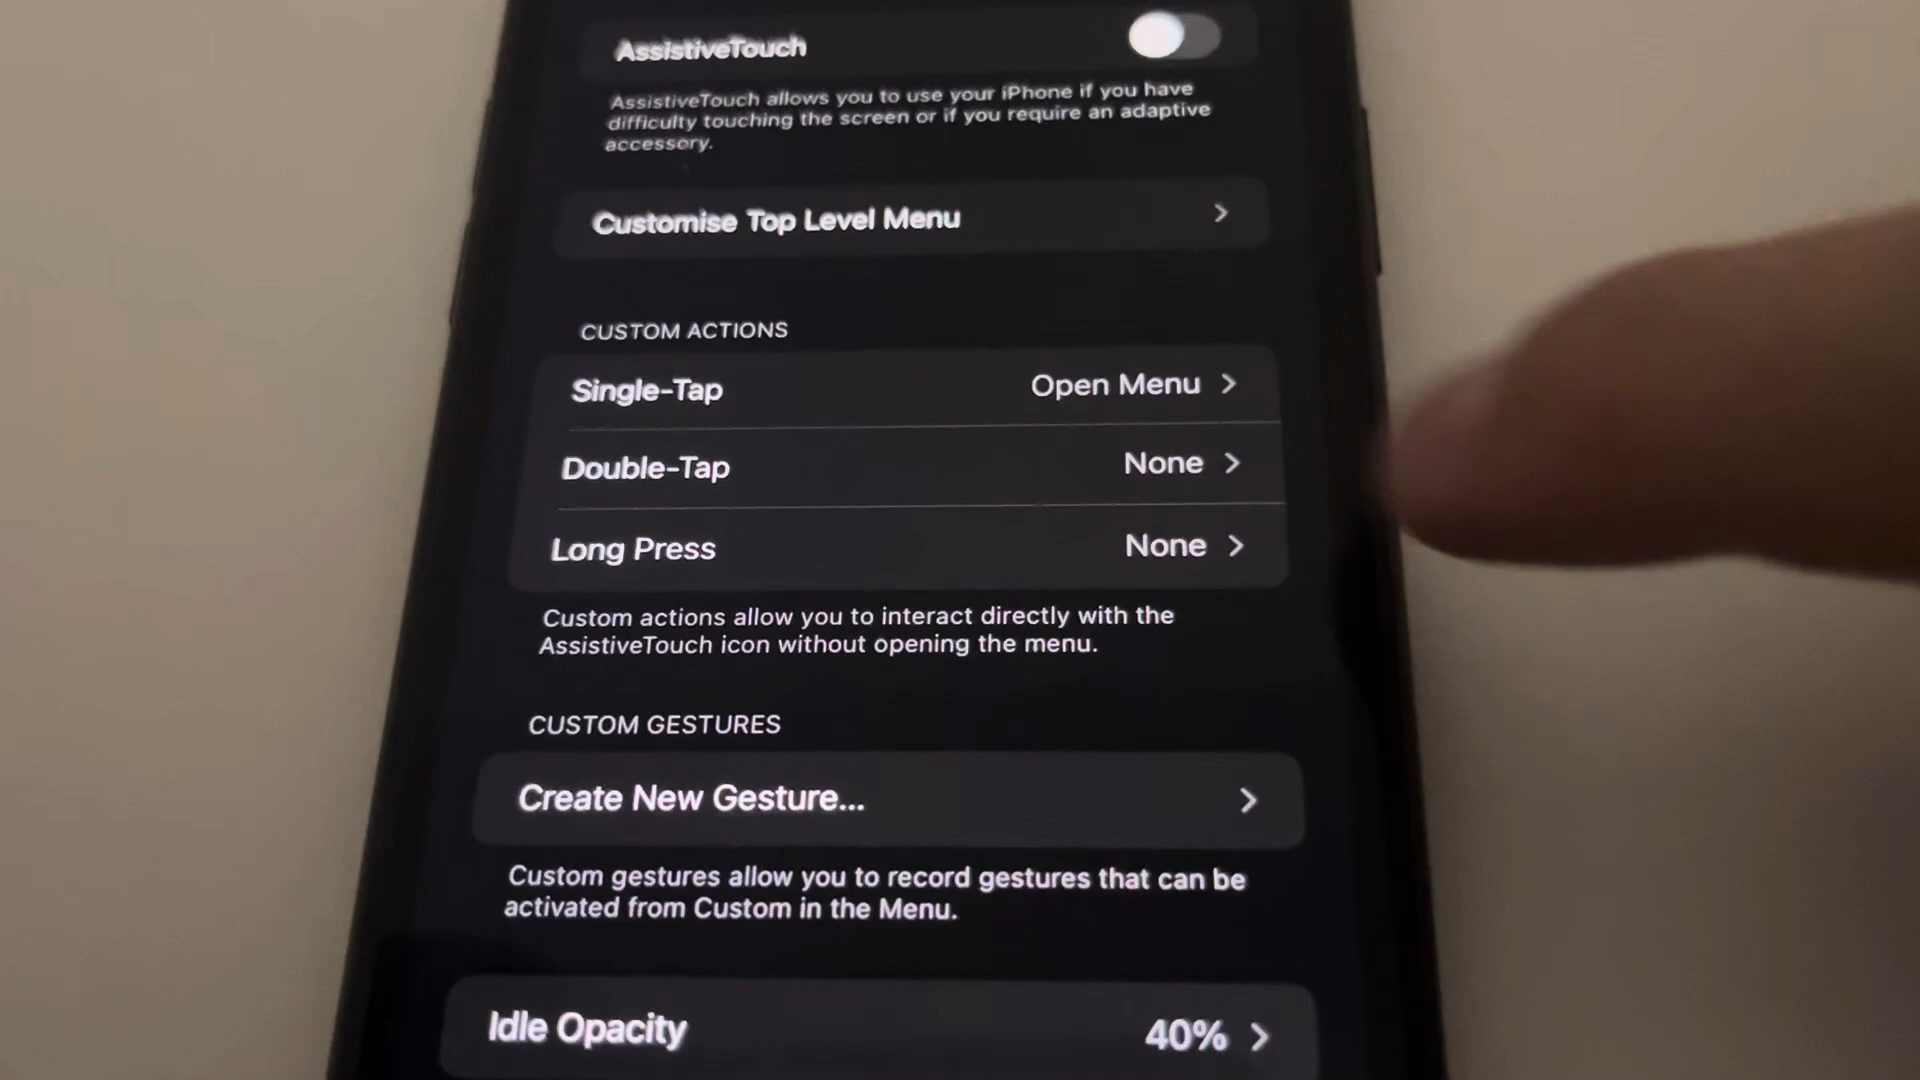 AssistiveTouch
AssistiveTouch allows you to use your iPhone if you have
difficulty touching the screen or if you require an adaptive
accessory.
Customise Top Level Menu
CUSTOM ACTIONS
Single-Tap Open Menu
Double-Tap None
Long Press None
Custom actions allow you to interact directly with the
AssistiveTouch icon without opening the menu.
CUSTOM GESTURES
Create New Gesture...
Custom gestures allow you to record gestures that can be
activated from Custom in the Menu.
Idle Opacity 40%